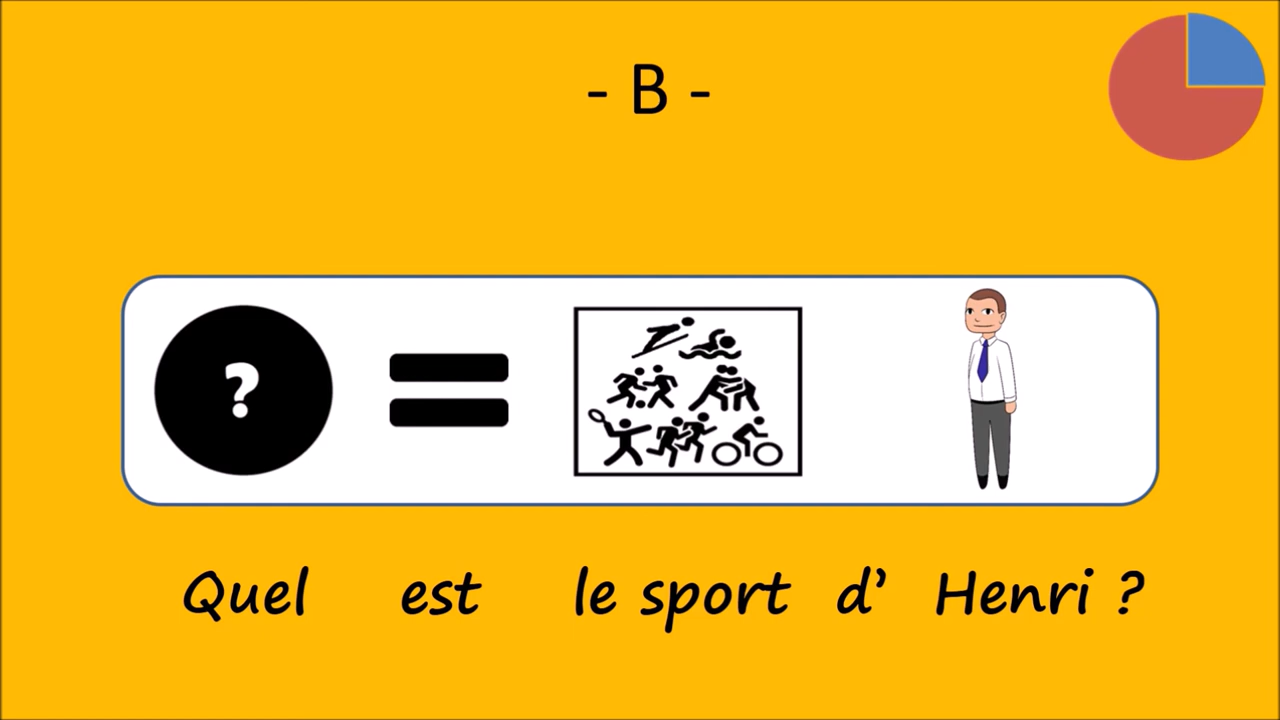 - B -
?
Quel est le sport d’ Henri ?